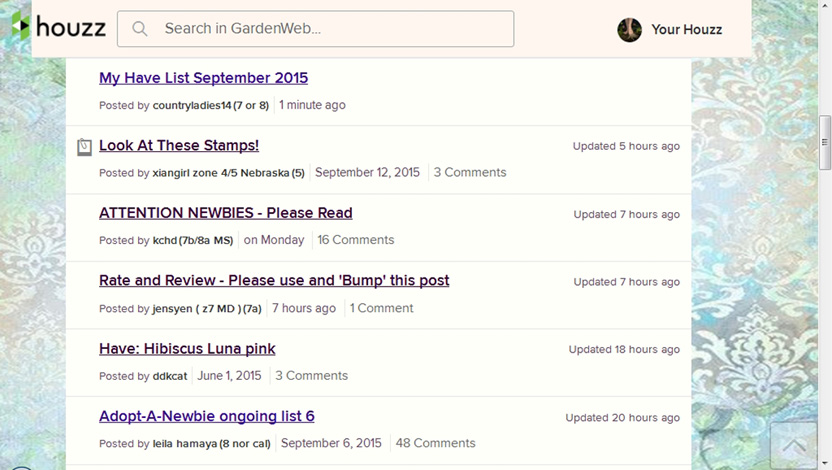 houzz
Search in GardenWeb...
Your Houzz
My Have List September 2015
Posted by countryladies14(7 or 8) 1 minute ago
Look At These Stamps!
Updated 5 hours ago
Posted by xiangirl zone 4/5 Nebraska(5) September 12, 2015 3 Comments
ATTENTION NEWBIES - Please Read
Updated 7 hours ago
Posted by kchd(7b/8a MS) on Monday 16 Comments
Rate and Review - Please use and 'Bump' this post
Updated 7 hours ago
Posted by jensyen ( z7 MD )(7a) 7 hours ago 1 Comment
Have: Hibiscus Luna pink
Updated 18 hours ago
Posted by ddkcat June 1, 2015 3 Comments
Adopt-A-Newbie ongoing list 6
Updated 20 hours ago
Posted by leila hamaya(8 nor cal) September 6, 2015 48 Comments